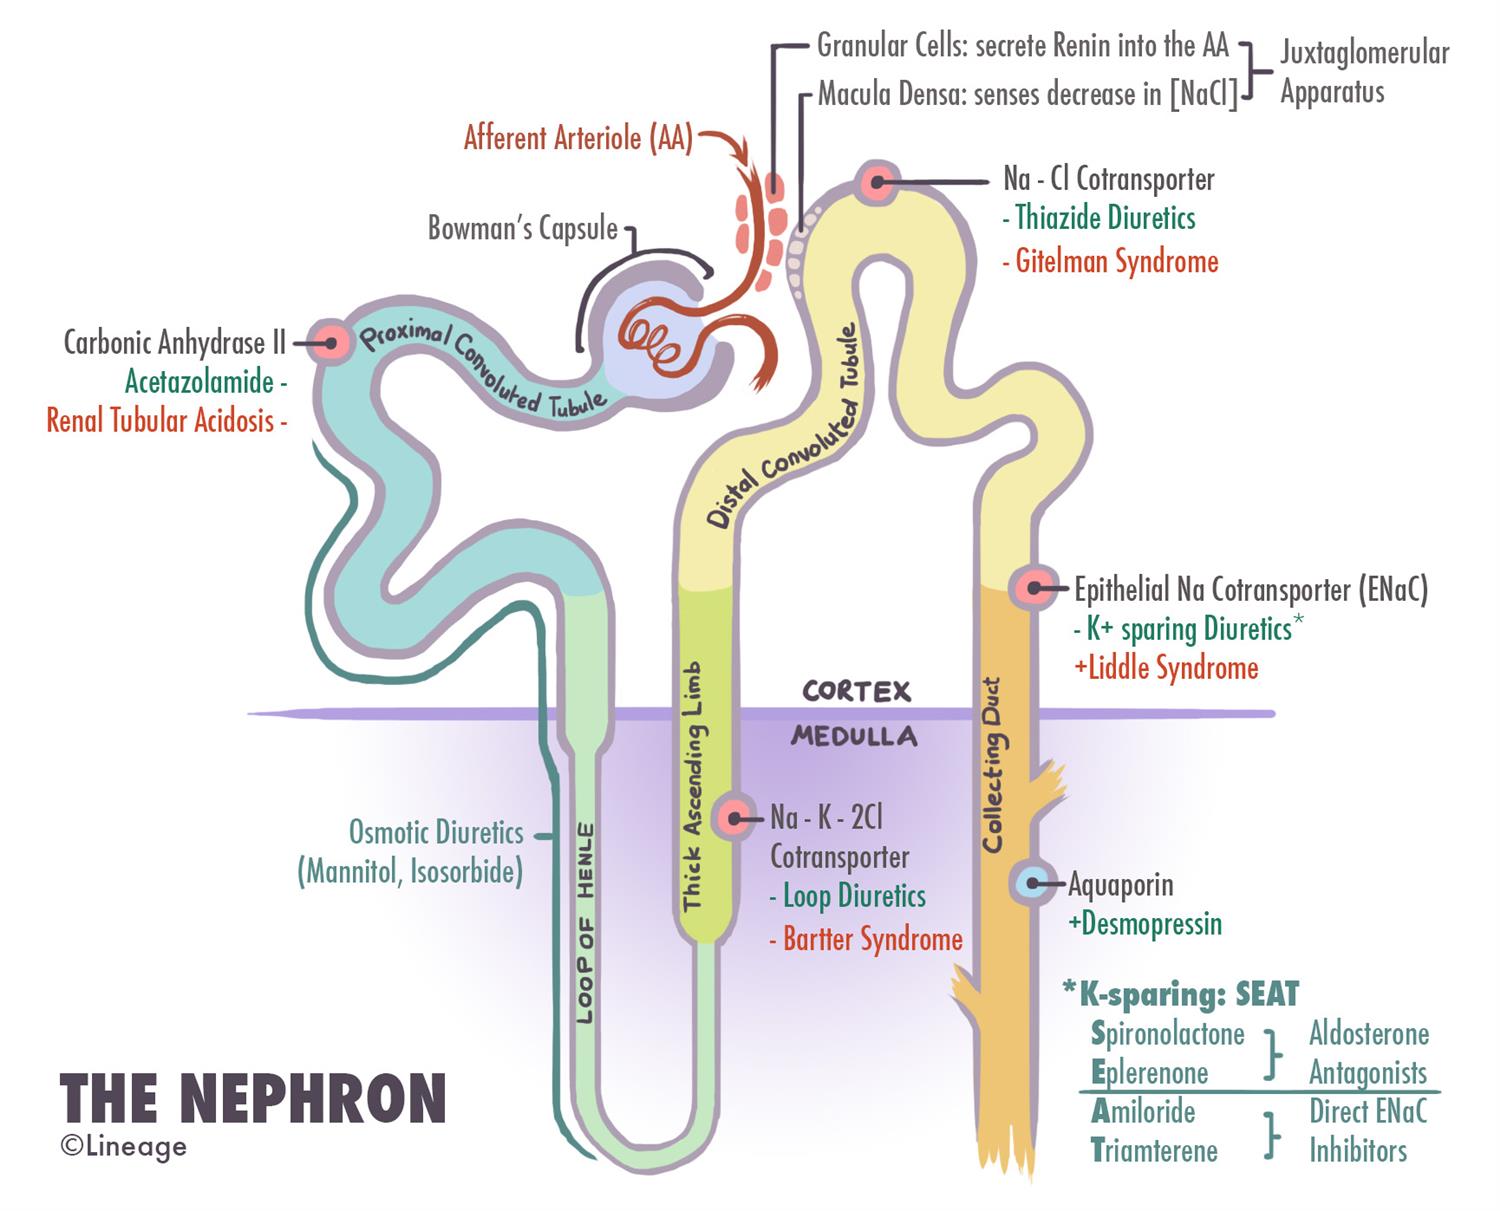 Granular Cells: secrete Renin into the AA
Macula Densa: senses decrease in [NaCl]
Juxtaglomerular
Apparatus
Afferent Arteriole (AA)
Bowman's Capsule
Na - Cl Cotransporter
- Thiazide Diuretics
- Gitelman Syndrome
Carbonic Anhydrase II
Acetazolamide -
Renal Tubular Acidosis -
Proximal Convoluted Tubule
Distal Convoluted Tubule
Epithelial Na Cotransporter (ENaC)
- K+ sparing Diuretics*
+Liddle Syndrome
CORTEX
MEDULLA
Thick Ascending Limb
Collecting Duct
Osmotic Diuretics
(Mannitol, Isosorbide)
LOOP OF HENLE
Na - K - 2Cl
Cotransporter
- Loop Diuretics
- Bartter Syndrome
Aquaporin
+Desmopressin
*K-sparing: SEAT
Spironolactone
Eplerenone
Aldosterone
Antagonists
Amiloride
Triamterene
Direct ENaC
Inhibitors
THE NEPHRON
©Lineage